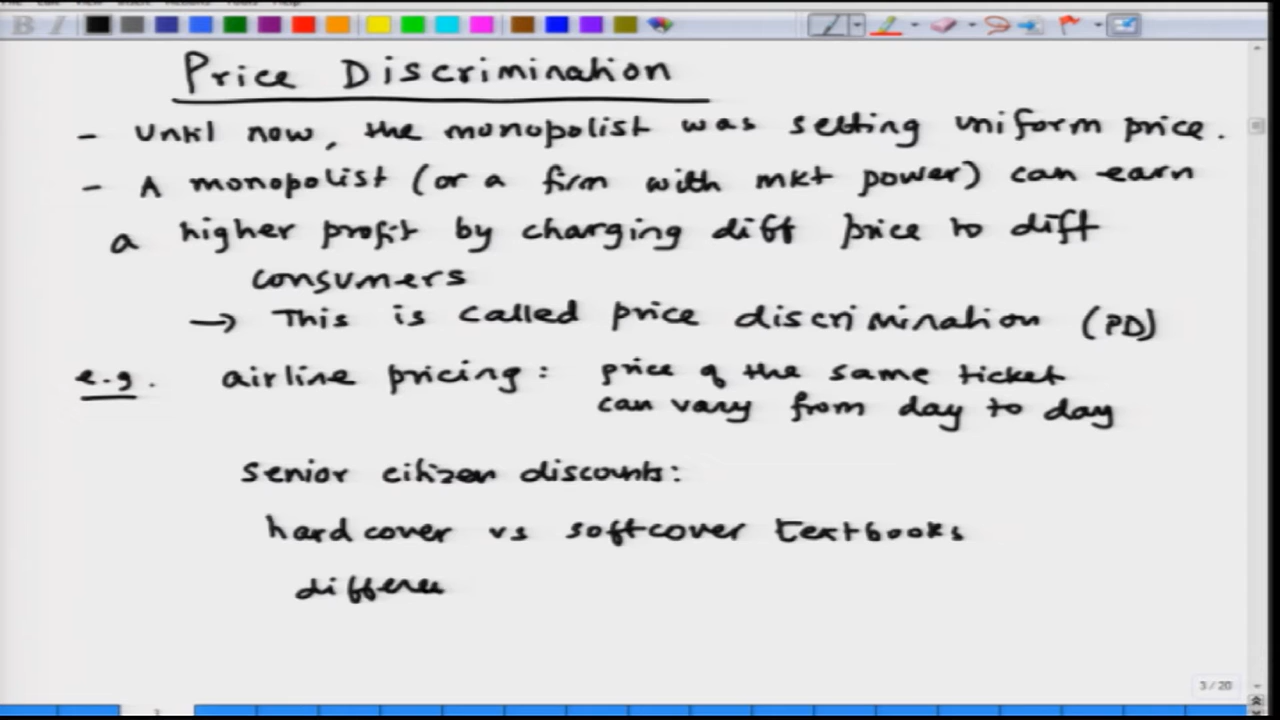 Price Discrimination
- Until now, the monopolist was setting uniform price.
- A monopolist (or a firm with mkt power) can earn
a higher profit by charging diff price to diff
consumers
→ This is called price discrimination (PD)
e.g. airline pricing: price of the same ticket
can vary from day to day
senior citizen discounts:
hardcover vs softcover textbooks
differe
3 / 20